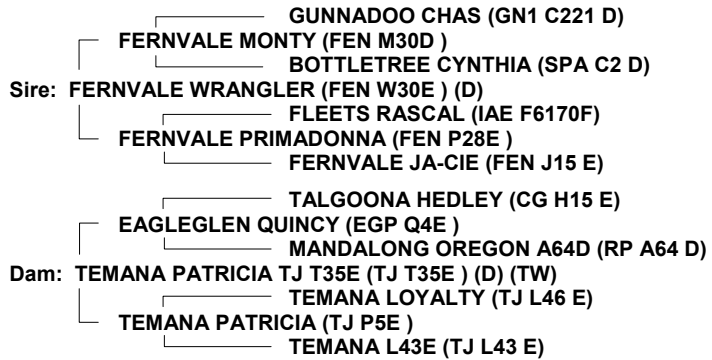 GUNNADOO CHAS (GN1 C221 D)
FERNVALE MONTY (FEN M30D )
BOTTLETREE CYNTHIA (SPA C2 D)
Sire: FERNVALE WRANGLER (FEN W30E ) (D)
FLEETS RASCAL (IAE F6170F)
FERNVALE PRIMADONNA (FEN P28E )
FERNVALE JA-CIE (FEN J15 E)
TALGOONA HEDLEY (CG H15 E)
EAGLEGLEN QUINCY (EGP Q4E )
MANDALONG OREGON A64D (RP A64 D)
Dam: TEMANA PATRICIA TJ T35E (TJ T35E ) (D) (TW)
TEMANA LOYALTY (TJ L46 E)
TEMANA PATRICIA (TJ P5E )
TEMANA L43E (TJ L43 E)